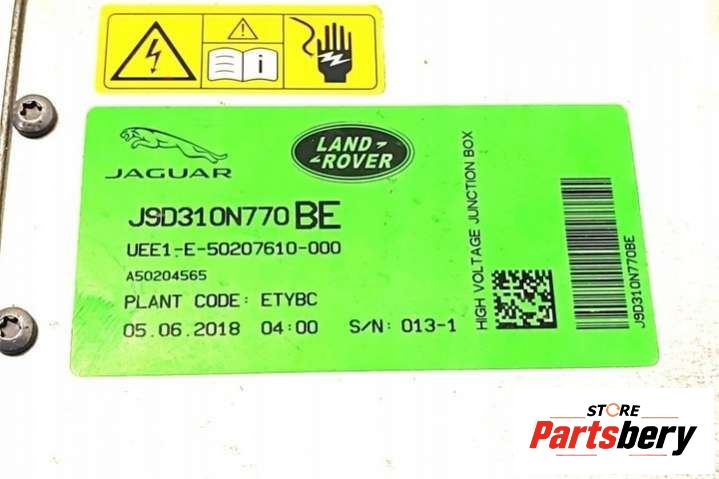 JAGUAR
LAND
ROVER
J9D310N770 BE
UEE1-E-50207610-000
A50204565
PLANT CODE: ETYBC
05.06.2018 04:00 S/N: 013-1
HIGH VOLTAGE JUNCTION BOX
J9D310N770BE
STORE
Partsbery